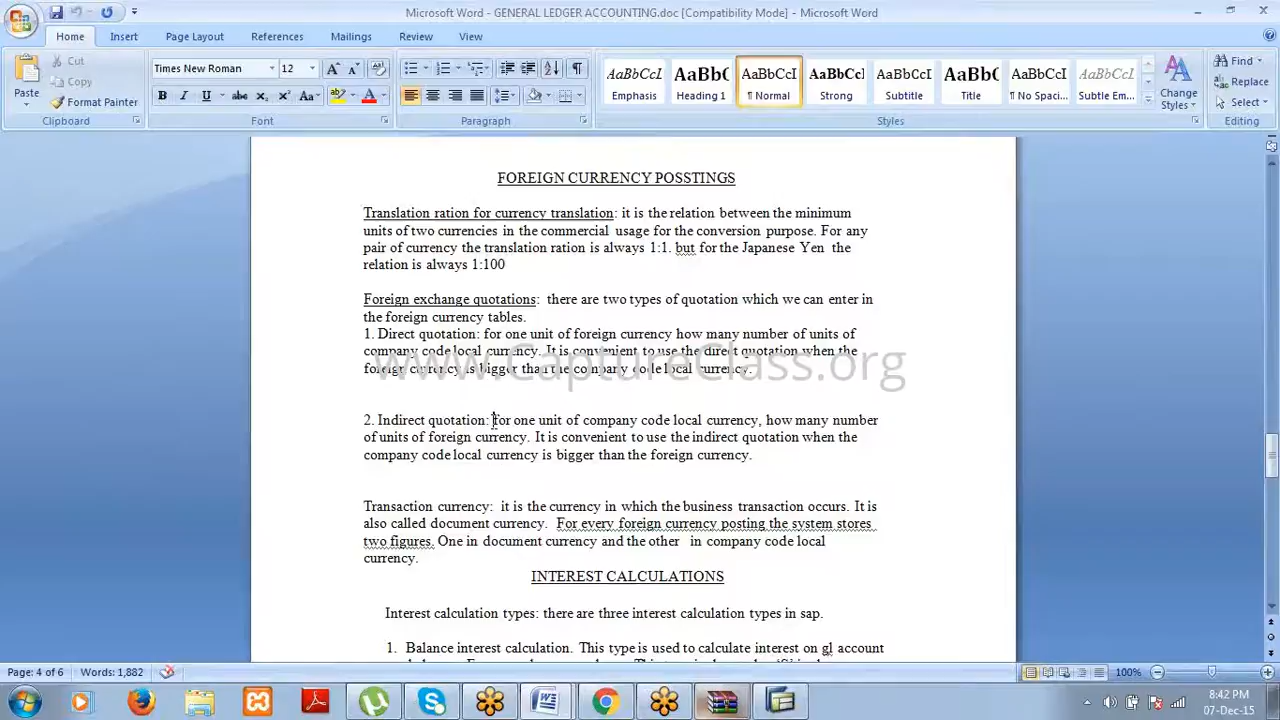 Microsoft Word - GENERAL LEDGER ACCOUNTING.doc [Compatibility Mode] - Microsoft Word
Home Insert Page Layout References Mailings Review View
Paste Cut Copy Format Painter Clipboard
Times New Roman 12
Font
Paragraph
AaBbCcI AaBbC AaBbCcI AaBbCcI AaBbCcI AaBbC AaBbCcI AaBbCcI
Emphasis Heading 1 ¶ Normal Strong Subtitle Title ¶ No Spaci... Subtle Em...
Change Styles
Styles
Find Replace Select Editing
FOREIGN CURRENCY POSSTINGS
Translation ration for currency translation: it is the relation between the minimum
units of two currencies in the commercial usage for the conversion purpose. For any
pair of currency the translation ration is always 1:1. but for the Japanese Yen the
relation is always 1:100
Foreign exchange quotations: there are two types of quotation which we can enter in
the foreign currency tables.
1. Direct quotation: for one unit of foreign currency how many number of units of
company code local currency. It is convenient to use the direct quotation when the
foreign currency is bigger than the company code local currency.
www.CaptureClass.org
2. Indirect quotation: for one unit of company code local currency, how many number
of units of foreign currency. It is convenient to use the indirect quotation when the
company code local currency is bigger than the foreign currency.
Transaction currency: it is the currency in which the business transaction occurs. It is
also called document currency. For every foreign currency posting the system stores
two figures. One in document currency and the other in company code local
currency.
INTEREST CALCULATIONS
Interest calculation types: there are three interest calculation types in sap.
1. Balance interest calculation. This type is used to calculate interest on gl account
Page: 4 of 6 Words: 1,882 100%
8:42 PM
07-Dec-15